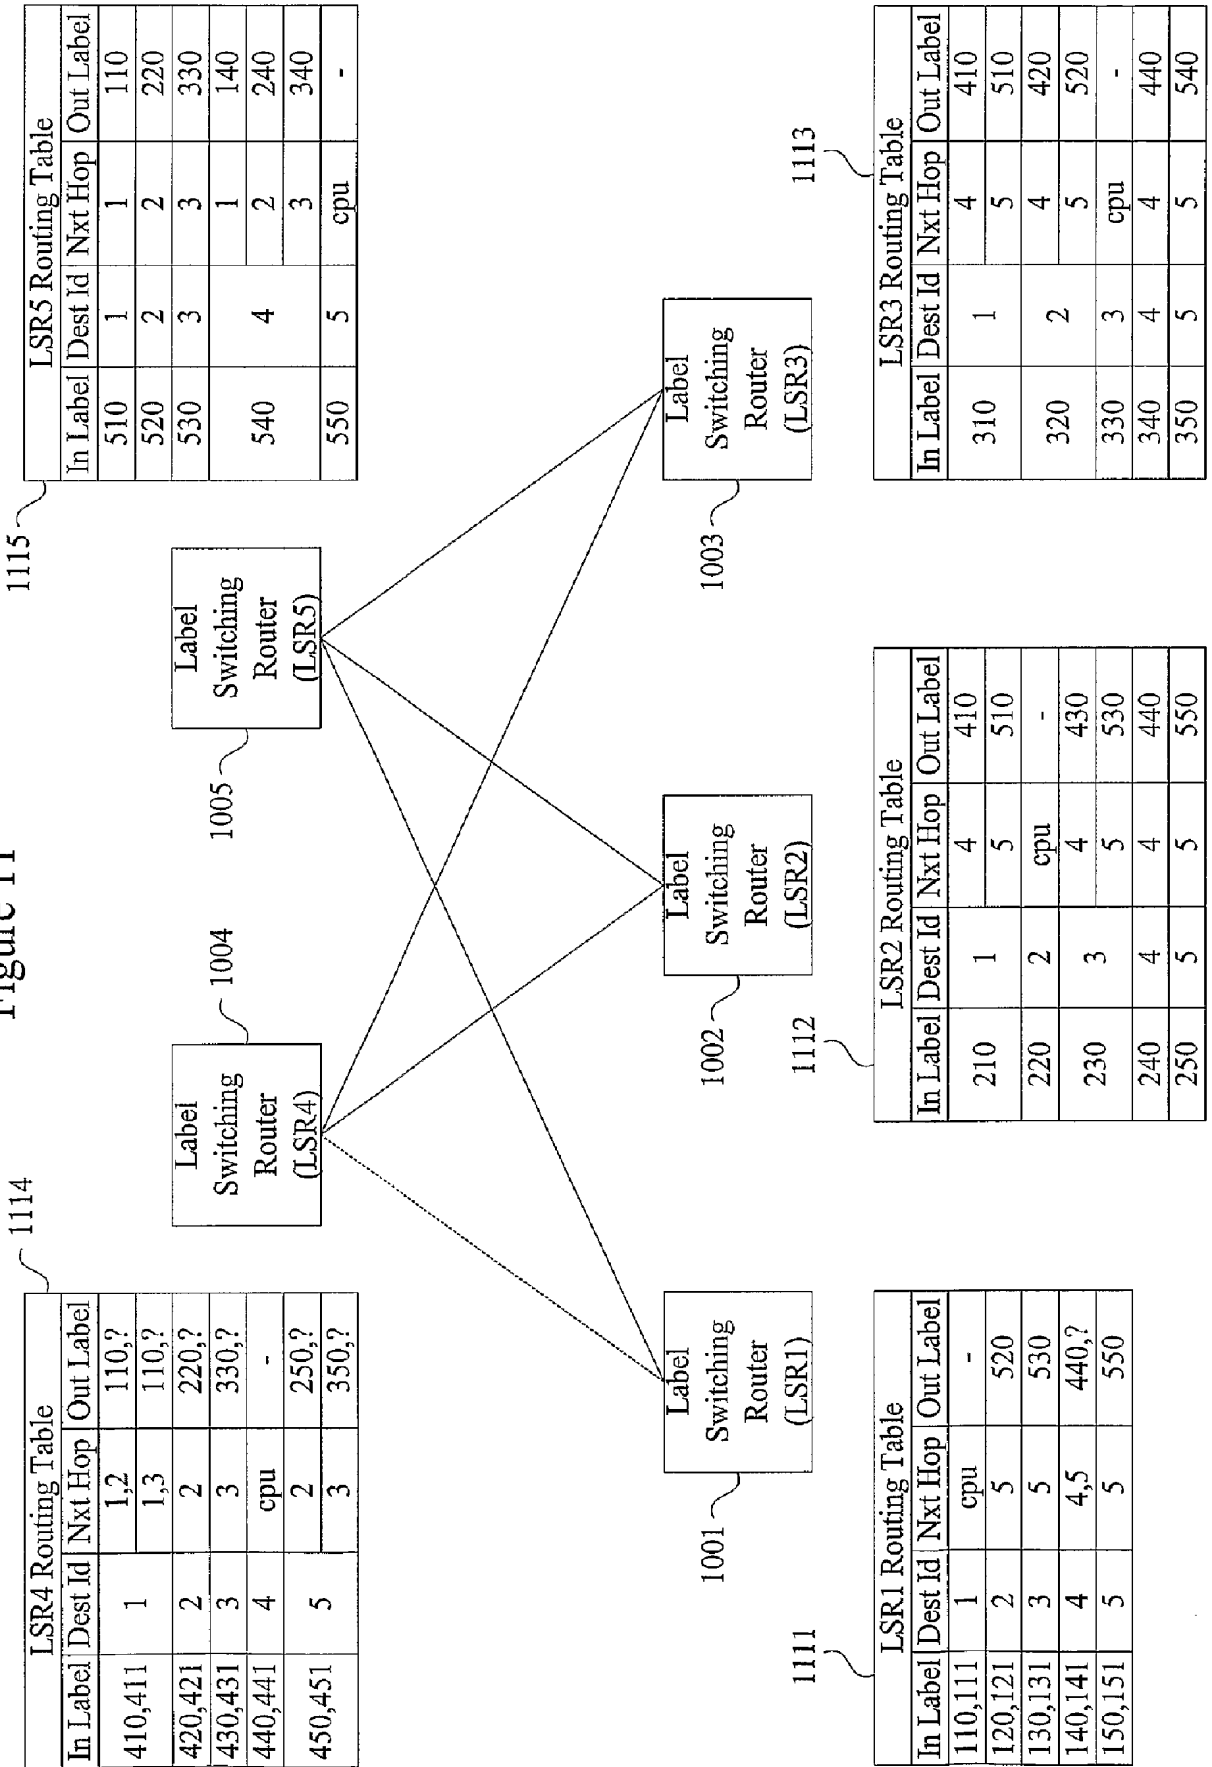 Figure 11
1114
LSR4 Routing Table
In Label Dest Id Nxt Hop Out Label
410,411 1 1,2 110,?
1,3 110,?
420,421 2 2 220,?
430,431 3 3 330,?
440,441 4 cpu -
450,451 5 2 250,?
3 350,?
1115
LSR5 Routing Table
In Label Dest Id Nxt Hop Out Label
510 1 1 110
520 2 2 220
530 3 3 330
540 4 1 140
2 240
3 340
550 5 cpu -
Label
Switching
Router
(LSR4)
1004
Label
Switching
Router
(LSR5)
1005
Label
Switching
Router
(LSR1)
1001
Label
Switching
Router
(LSR2)
1002
Label
Switching
Router
(LSR3)
1003
1111
LSR1 Routing Table
In Label Dest Id Nxt Hop Out Label
110,111 1 cpu -
120,121 2 5 520
130,131 3 5 530
140,141 4 4,5 440,?
150,151 5 5 550
1112
LSR2 Routing Table
In Label Dest Id Nxt Hop Out Label
210 1 4 410
5 510
220 2 cpu -
230 3 4 430
5 530
240 4 4 440
250 5 5 550
1113
LSR3 Routing Table
In Label Dest Id Nxt Hop Out Label
310 1 4 410
5 510
320 2 4 420
5 520
330 3 cpu -
340 4 4 440
350 5 5 540